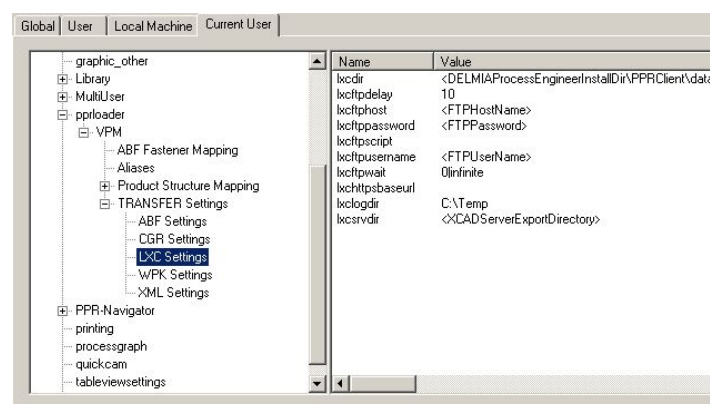 Global User Local Machine Current User
graphic_other
Library
MultiUser
pprloader
VPM
ABF Fastener Mapping
Aliases
Product Structure Mapping
TRANSFER Settings
ABF Settings
CGR Settings
LXC Settings
WPK Settings
XML Settings
PPR-Navigator
printing
processgraph
quickcam
tableviewsettings
Name Value
lxcdir <DELMIAProcessEngineerInstallDir\PPRClient\data
lxcftpdelay 10
lxcftphost <FTPHostName>
lxcftppassword <FTPPassword>
lxcftpscript
lxcftpusername <FTPUserName>
lxcftpwait 0|infinite
lxchttpsbaseurl
lxclogdir C:\Temp
lxcsrvdir <XCADServerExportDirectory>